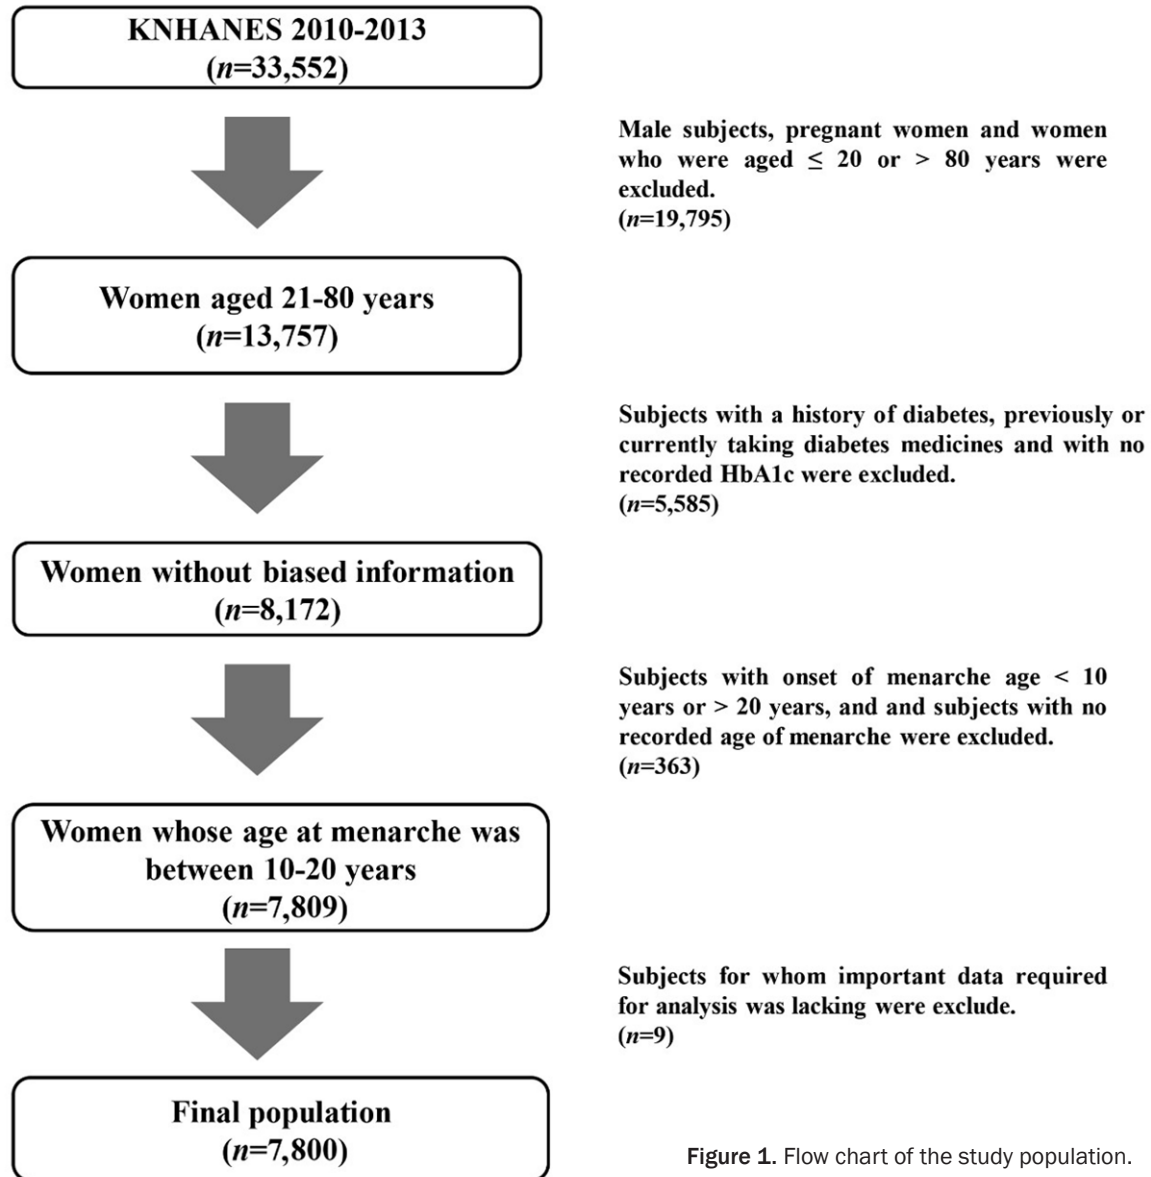 KNHANES 2010-2013
(n=33,552)
Male subjects, pregnant women and women
who were aged ≤ 20 or > 80 years were
excluded.
(n=19,795)
Women aged 21-80 years
(n=13,757)
Subjects with a history of diabetes, previously or
currently taking diabetes medicines and with no
recorded HbA1c were excluded.
(n=5,585)
Women without biased information
(n=8,172)
Subjects with onset of menarche age < 10
years or > 20 years, and and subjects with no
recorded age of menarche were excluded.
(n=363)
Women whose age at menarche was
between 10-20 years
(n=7,809)
Subjects for whom important data required
for analysis was lacking were exclude.
(n=9)
Final population
(n=7,800)
Figure 1. Flow chart of the study population.